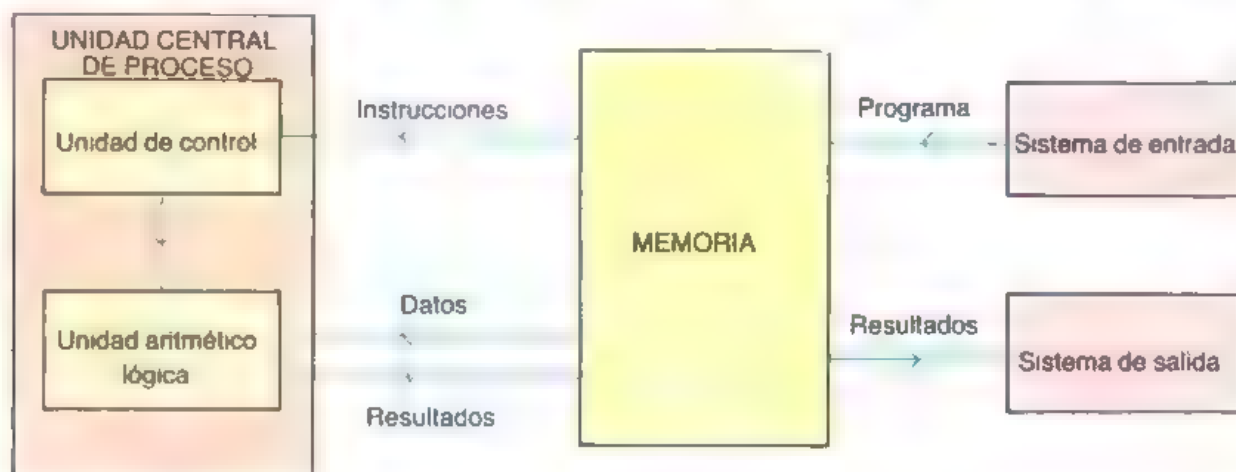 UNIDAD CENTRAL
DE PROCESO
Unidad de control
Unidad aritmético
lógica
Instrucciones
Datos
Resultados
MEMORIA
Programa
Resultados
Sistema de entrada
Sistema de salida